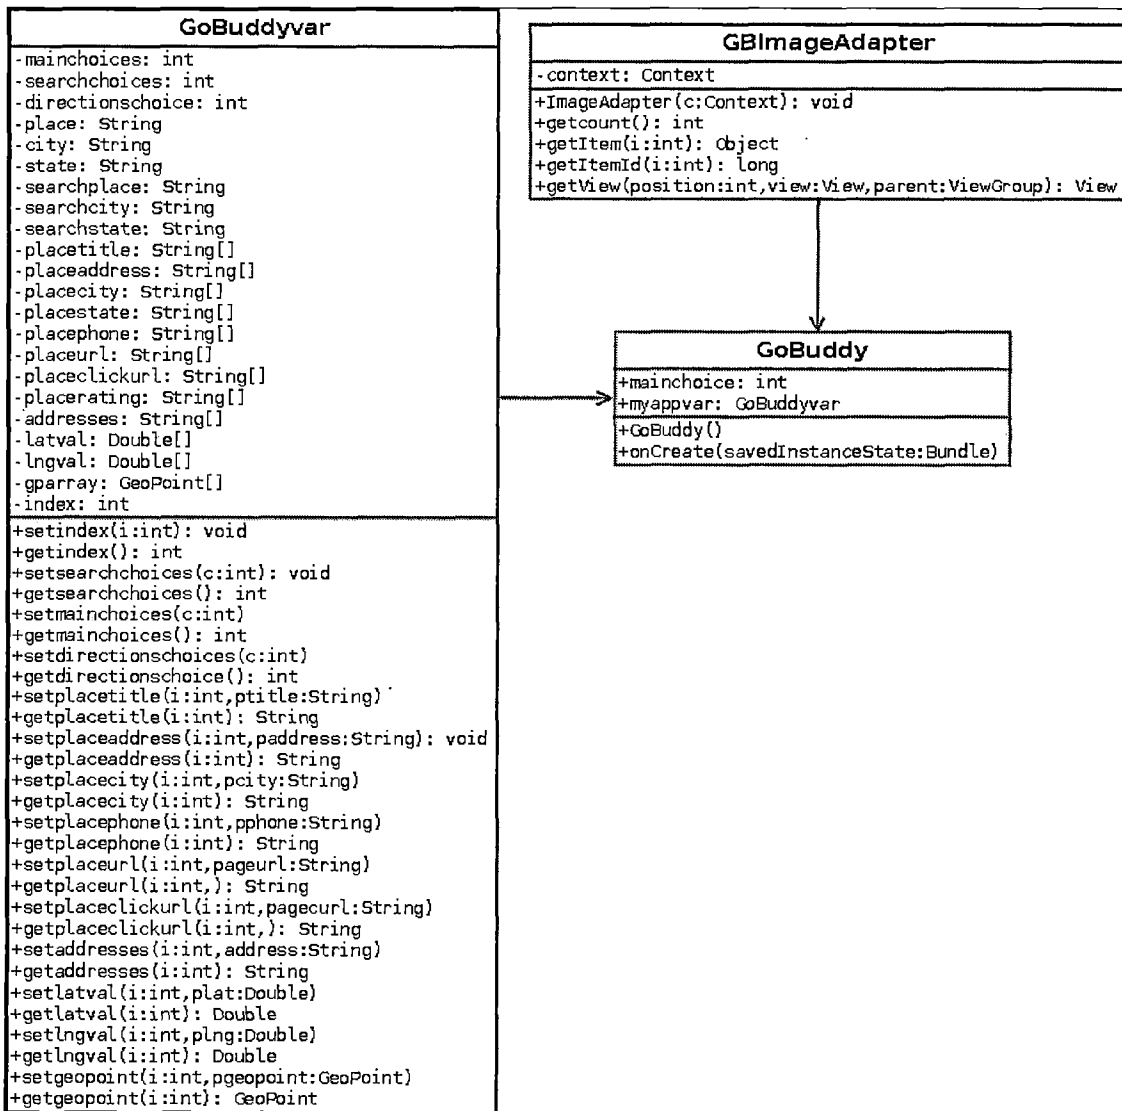 GoBuddyvar
-mainchoices: int
-searchchoices: int
-directionschoice: int
-place: String
-city: String
-state: String
-searchplace: String
-searchcity: String
-searchstate: String
-placetitle: String[]
-placeaddress: String[]
-placecity: String[]
-placestate: String[]
-placephone: String[]
-placeurl: String[]
-placeclickurl: String[]
-placerating: String[]
-addresses: String[]
-latval: Double[]
-lngval: Double[]
-gparray: GeoPoint[]
-index: int
+setindex(i:int): void
+getindex(): int
+setsearchchoices(c:int): void
+getsearchchoices(): int
+setmainchoices(c:int)
+getmainchoices(): int
+setdirectionschoices(c:int)
+getdirectionschoice(): int
+setplacetitle(i:int,ptitle:String)
+getplacetitle(i:int): String
+setplaceaddress(i:int,paddress:String): void
+getplaceaddress(i:int): String
+setplacecity(i:int,pcity:String)
+getplacecity(i:int): String
+setplacephone(i:int,pphone:String)
+getplacephone(i:int): String
+setplaceurl(i:int,pageurl:String)
+getplaceurl(i:int,): String
+setplaceclickurl(i:int,pagecurl:String)
+getplaceclickurl(i:int,): String
+setaddresses(i:int,address:String)
+getaddresses(i:int): String
+setlatval(i:int,plat:Double)
+getlatval(i:int): Double
+setlngval(i:int,plng:Double)
+getlngval(i:int): Double
+setgeopoint(i:int,pgeopoint:GeoPoint)
+getgeopoint(i:int): GeoPoint
GBImageAdapter
-context: Context
+ImageAdapter(c:Context): void
+getcount(): int
+getItem(i:int): Object
+getItemId(i:int): long
+getView(position:int,view:View,parent:ViewGroup): View
GoBuddy
+mainchoice: int
+myappvar: GoBuddyvar
+GoBuddy()
+onCreate(savedInstanceState:Bundle)